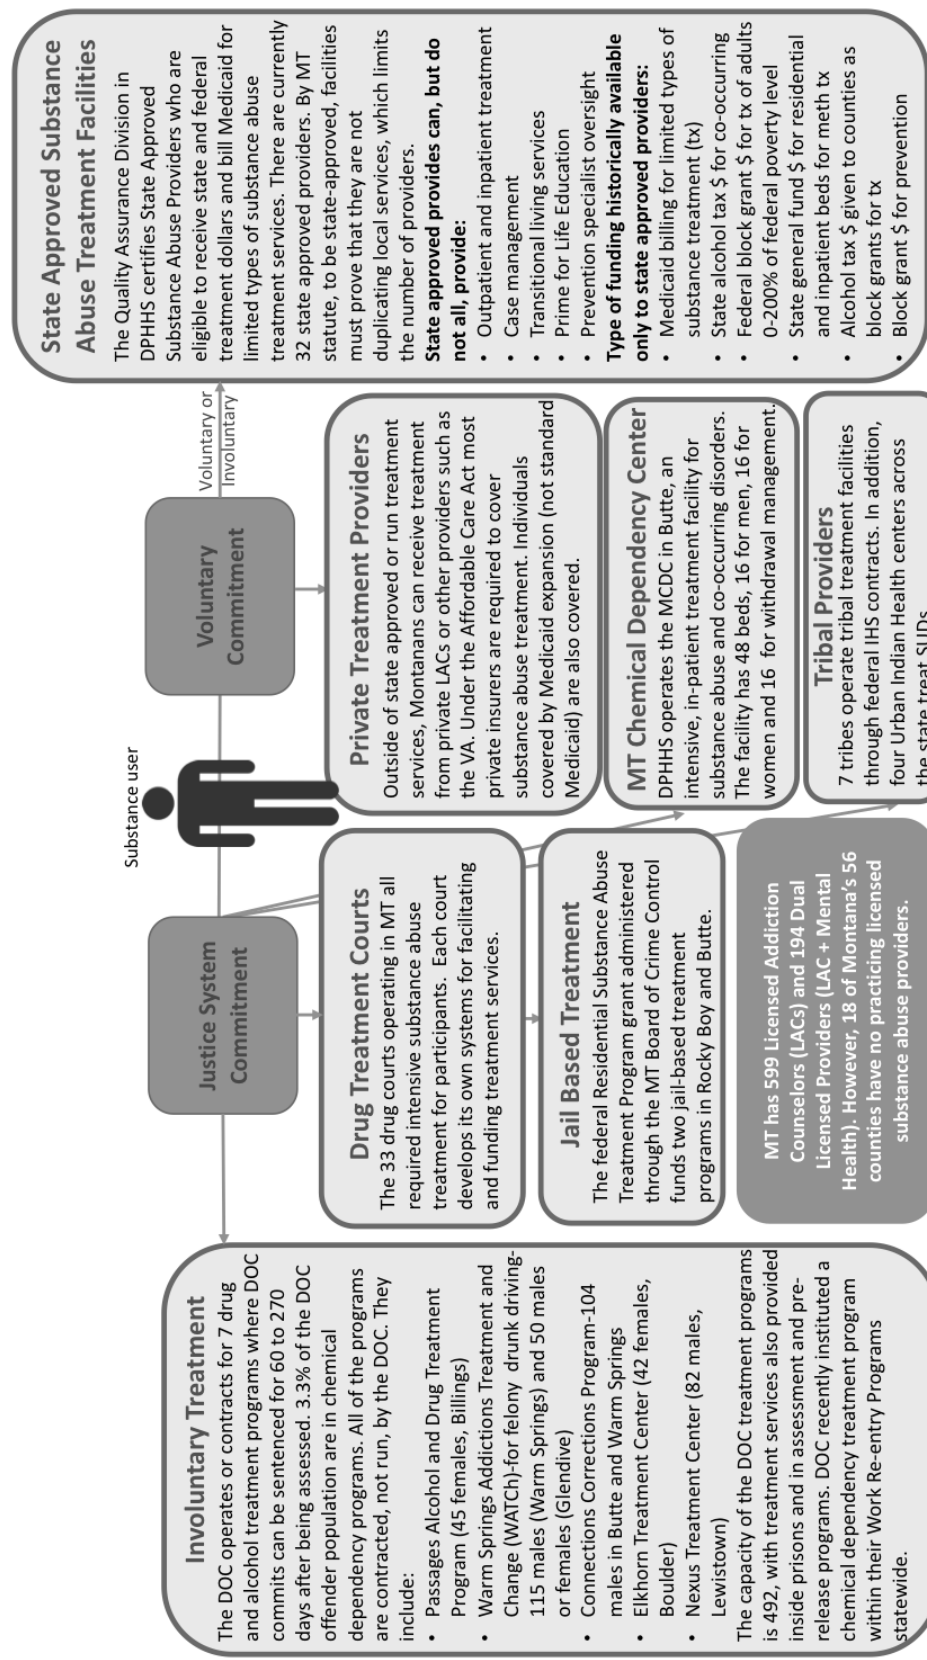 Substance user
Justice System
Commitment
Voluntary
Commitment
Voluntary or
Involuntary
Involuntary Treatment
The DOC operates or contracts for 7 drug
and alcohol treatment programs where DOC
commits can be sentenced for 60 to 270
days after being assessed. 3.3% of the DOC
offender population are in chemical
dependency programs. All of the programs
are contracted, not run, by the DOC. They
include:
• Passages Alcohol and Drug Treatment
Program (45 females, Billings)
• Warm Springs Addictions Treatment and
Change (WATCh)-for felony drunk driving-
115 males (Warm Springs) and 50 males
or females (Glendive)
• Connections Corrections Program-104
males in Butte and Warm Springs
• Elkhorn Treatment Center (42 females,
Boulder)
• Nexus Treatment Center (82 males,
Lewistown)
The capacity of the DOC treatment programs
is 492, with treatment services also provided
inside prisons and in assessment and pre-
release programs. DOC recently instituted a
chemical dependency treatment program
within their Work Re-entry Programs
statewide.
Drug Treatment Courts
The 33 drug courts operating in MT all
required intensive substance abuse
treatment for participants. Each court
develops its own systems for facilitating
and funding treatment services.
Jail Based Treatment
The federal Residential Substance Abuse
Treatment Program grant administered
through the MT Board of Crime Control
funds two jail-based treatment
programs in Rocky Boy and Butte.
MT has 599 Licensed Addiction
Counselors (LACs) and 194 Dual
Licensed Providers (LAC + Mental
Health). However, 18 of Montana's 56
counties have no practicing licensed
substance abuse providers.
Private Treatment Providers
Outside of state approved or run treatment
services, Montanans can receive treatment
from private LACs or other providers such as
the VA. Under the Affordable Care Act most
private insurers are required to cover
substance abuse treatment. Individuals
covered by Medicaid expansion (not standard
Medicaid) are also covered.
MT Chemical Dependency Center
DPHHS operates the MCDC in Butte, an
intensive, in-patient treatment facility for
substance abuse and co-occurring disorders.
The facility has 48 beds, 16 for men, 16 for
women and 16 for withdrawal management.
Tribal Providers
7 tribes operate tribal treatment facilities
through federal IHS contracts. In addition,
four Urban Indian Health centers across
the state treat SUDs
State Approved Substance
Abuse Treatment Facilities
The Quality Assurance Division in
DPHHS certifies State Approved
Substance Abuse Providers who are
eligible to receive state and federal
treatment dollars and bill Medicaid for
limited types of substance abuse
treatment services. There are currently
32 state approved providers. By MT
statute, to be state-approved, facilities
must prove that they are not
duplicating local services, which limits
the number of providers.
State approved provides can, but do
not all, provide:
• Outpatient and inpatient treatment
• Case management
• Transitional living services
• Prime for Life Education
• Prevention specialist oversight
Type of funding historically available
only to state approved providers:
• Medicaid billing for limited types of
substance treatment (tx)
• State alcohol tax $ for co-occurring
• Federal block grant $ for tx of adults
0-200% of federal poverty level
• State general fund $ for residential
and inpatient beds for meth tx
• Alcohol tax $ given to counties as
block grants for tx
• Block grant $ for prevention